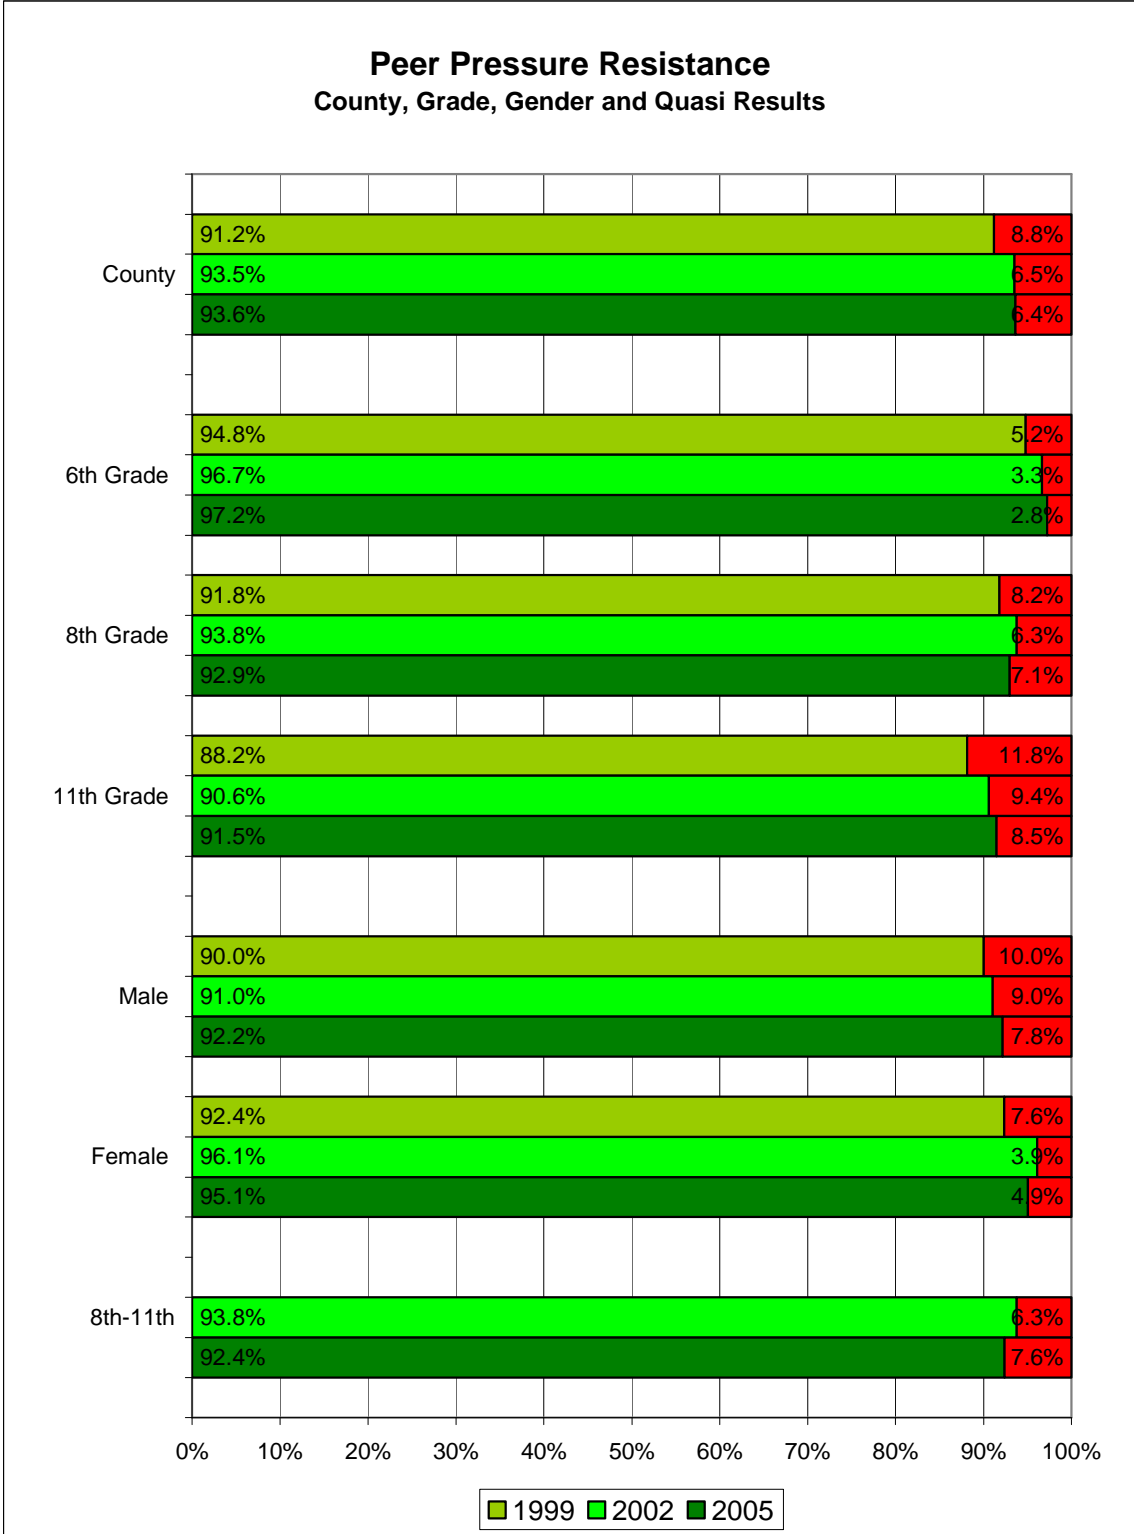 Peer Pressure Resistance
County, Grade, Gender and Quasi Results
91.2% 8.8%
County 93.5% 6.5%
93.6% 6.4%
94.8% 5.2%
6th Grade 96.7% 3.3%
97.2% 2.8%
91.8% 8.2%
8th Grade 93.8% 6.3%
92.9% 7.1%
88.2% 11.8%
11th Grade 90.6% 9.4%
91.5% 8.5%
90.0% 10.0%
Male 91.0% 9.0%
92.2% 7.8%
92.4% 7.6%
Female 96.1% 3.9%
95.1% 4.9%
8th-11th 93.8% 6.3%
92.4% 7.6%
0% 10% 20% 30% 40% 50% 60% 70% 80% 90% 100%
1999 2002 2005